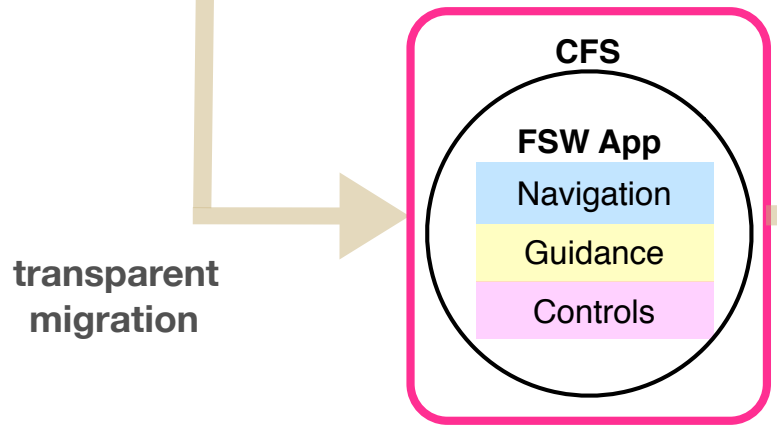 CFS
FSW App
Navigation
Guidance
Controls
transparent
migration